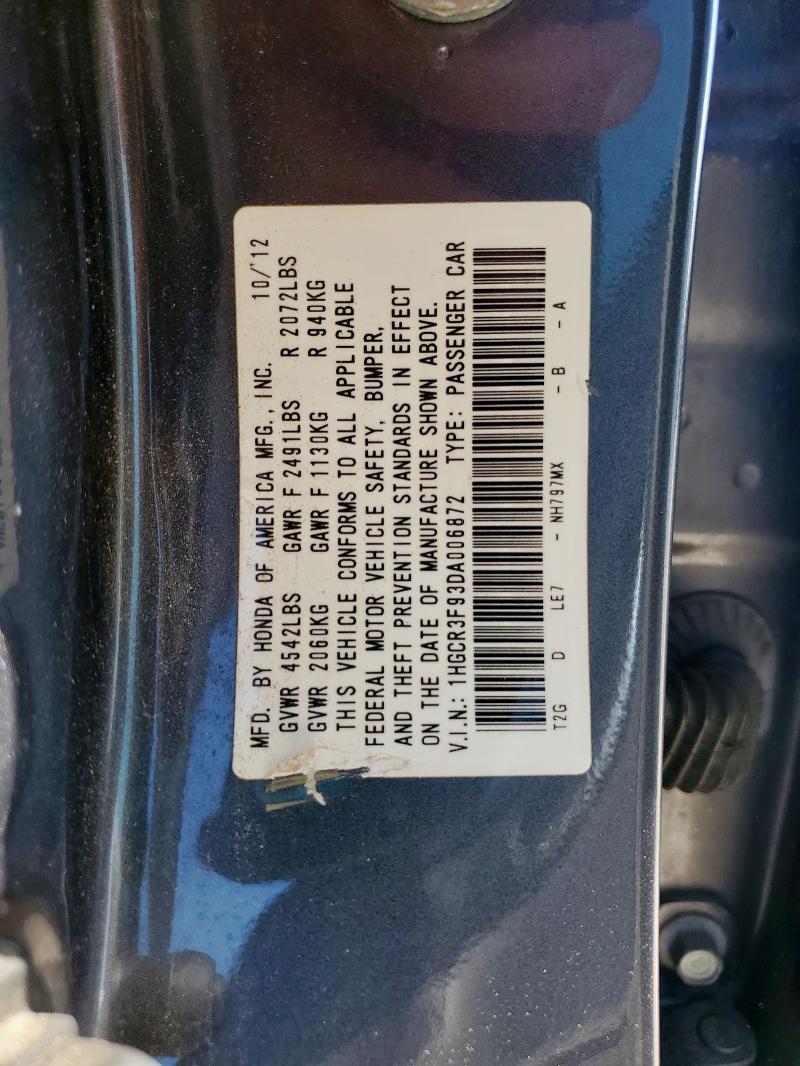 MFD. BY HONDA OF AMERICA MFG., INC. 10/'12
GVWR 4542LBS GAWR F 2491LBS R 2072LBS
GVWR 2060KG GAWR F 1130KG R 940KG
THIS VEHICLE CONFORMS TO ALL APPLICABLE
FEDERAL MOTOR VEHICLE SAFETY, BUMPER,
AND THEFT PREVENTION STANDARDS IN EFFECT
ON THE DATE OF MANUFACTURE SHOWN ABOVE.
V.I.N.: 1HGCR3F93DA006872 TYPE: PASSENGER CAR
T2G D LE7 - NH797MX - B - A